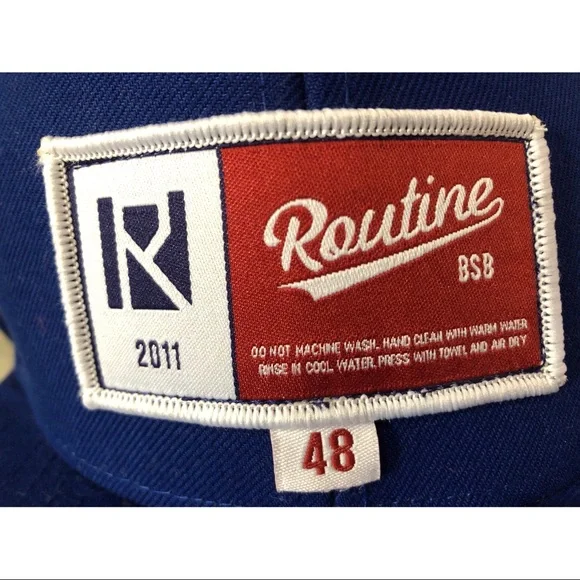 R
2011
Routine
BSB
DO NOT MACHINE WASH. HAND CLEAN WITH WARM WATER
RINSE IN COOL WATER. PRESS WITH TOWEL AND AIR DRY
48